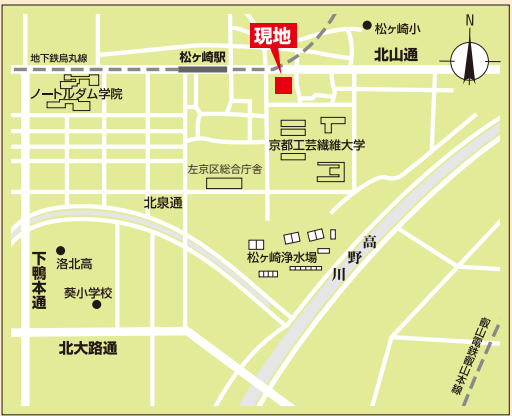 松ヶ崎小
N
現地
地下鉄烏丸線
松ヶ崎駅
北山通
ノートルダム学院
京都工芸繊維大学
左京区総合庁舎
北泉通
高野川
下鴨本通
洛北高
松ヶ崎浄水場
葵小学校
北大路通
叡山電鉄叡山本線